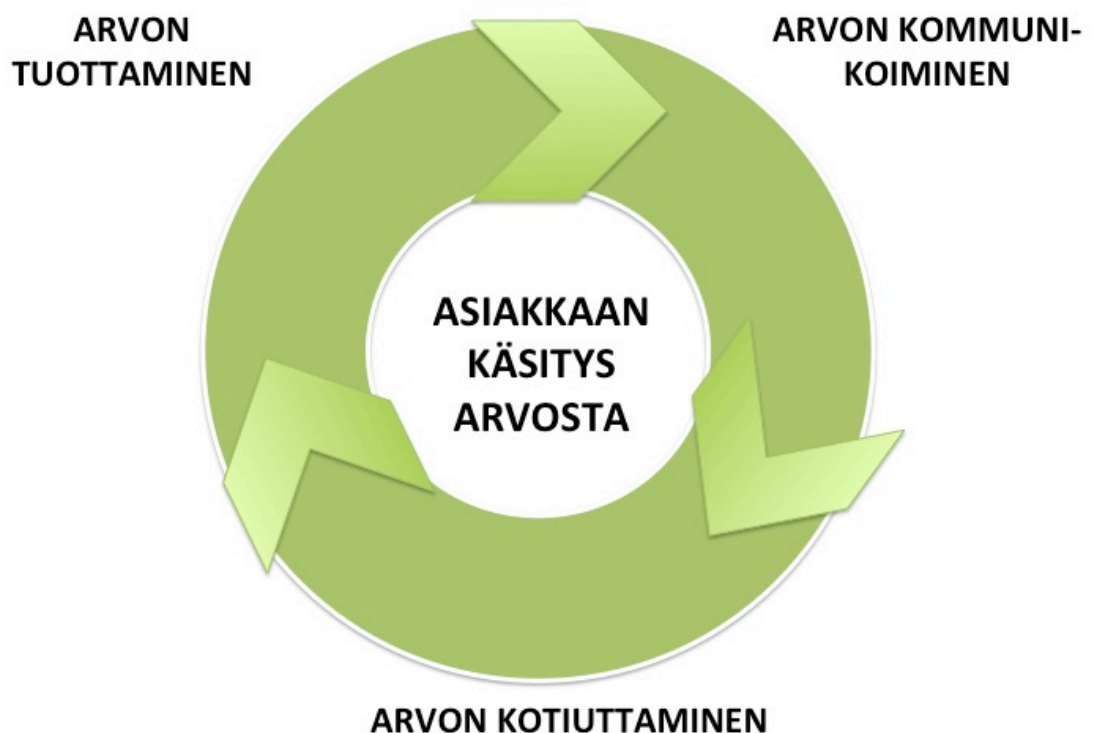 ARVON
TUOTTAMINEN
ARVON KOMMUNI-
KOIMINEN
ASIAKKAAN
KÄSITYS
ARVOSTA
ARVON KOTIUTTAMINEN